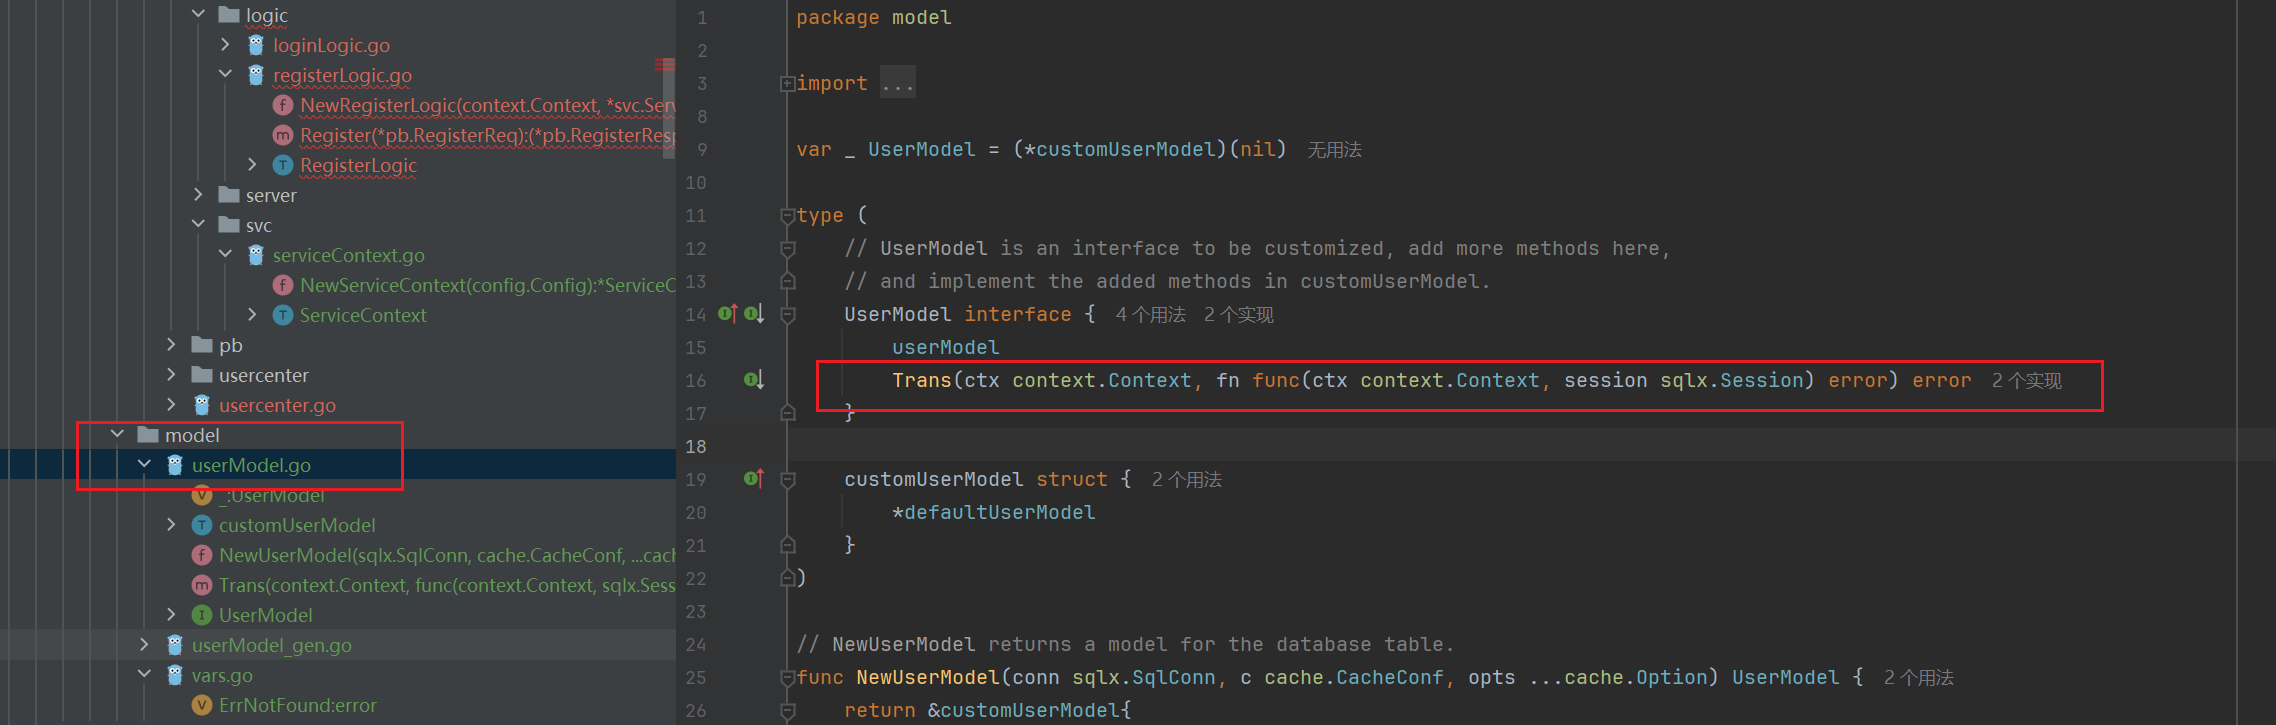 logic
loginLogic.go
registerLogic.go
NewRegisterLogic(context.Context, *svc.Serv
Register(*pb.RegisterReq):(*pb.RegisterResp
RegisterLogic
server
svc
serviceContext.go
NewServiceContext(config.Config):*ServiceC
ServiceContext
pb
usercenter
usercenter.go
model
userModel.go
_:UserModel
customUserModel
NewUserModel(sqlx.SqlConn, cache.CacheConf, ...cach
Trans(context.Context, func(context.Context, sqlx.Sess
UserModel
userModel_gen.go
vars.go
ErrNotFound:error
1 package model
2
3 import ...
8
9 var _ UserModel = (*customUserModel)(nil) 无用法
10
11 type (
12 // UserModel is an interface to be customized, add more methods here,
13 // and implement the added methods in customUserModel.
14 UserModel interface { 4 个用法 2 个实现
15 userModel
16 Trans(ctx context.Context, fn func(ctx context.Context, session sqlx.Session) error) error 2 个实现
17 }
18
19 customUserModel struct { 2 个用法
20 *defaultUserModel
21 }
22 )
23
24 // NewUserModel returns a model for the database table.
25 func NewUserModel(conn sqlx.SqlConn, c cache.CacheConf, opts ...cache.Option) UserModel { 2 个用法
26 return &customUserModel{